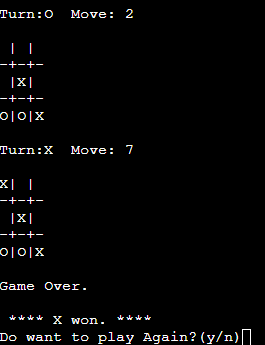 Turn:O  Move: 2
 | |
-+-+-
 |X|
-+-+-
O|O|X
Turn:X  Move: 7
X| |
-+-+-
 |X|
-+-+-
O|O|X
Game Over.
 **** X won. ****
Do want to play Again?(y/n)